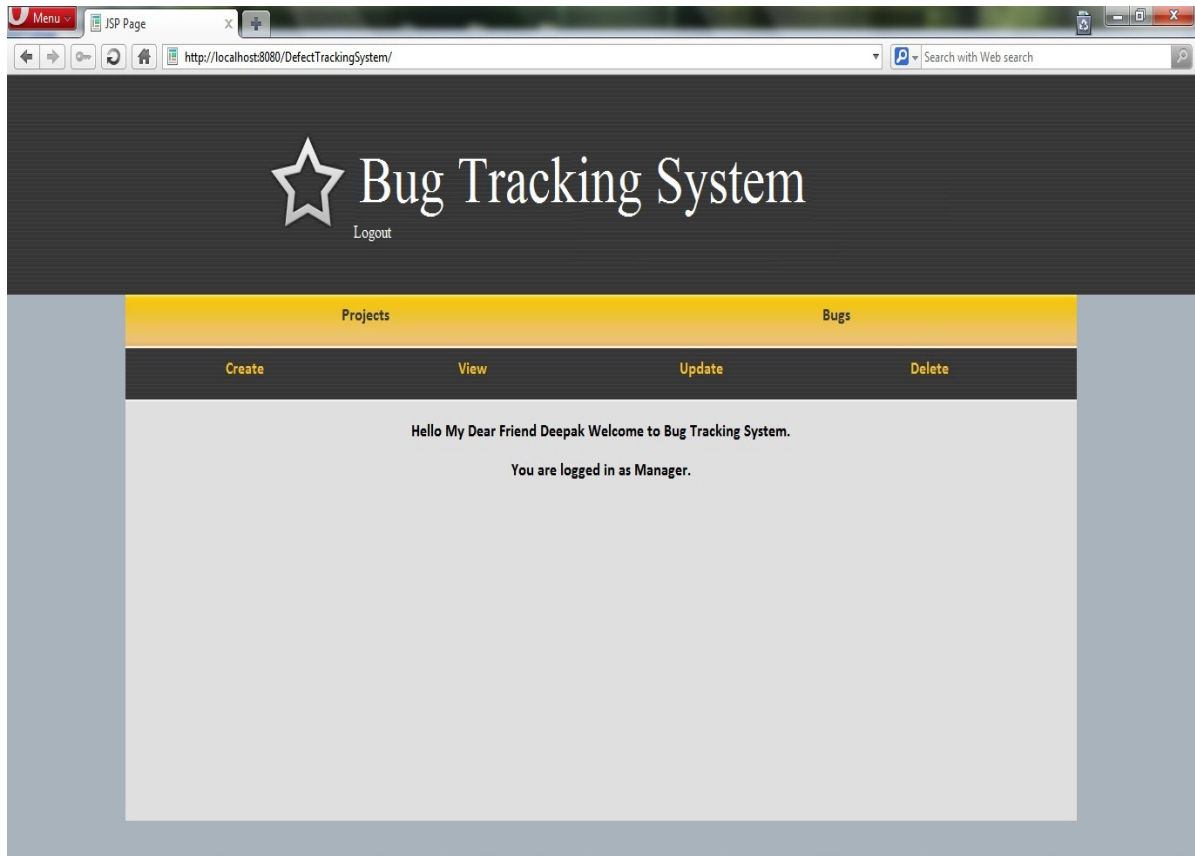 Menu JSP Page
http://localhost:8080/DefectTrackingSystem/ Search with Web search
Bug Tracking System
Logout
Projects Bugs
Create View Update Delete
Hello My Dear Friend Deepak Welcome to Bug Tracking System.
You are logged in as Manager.